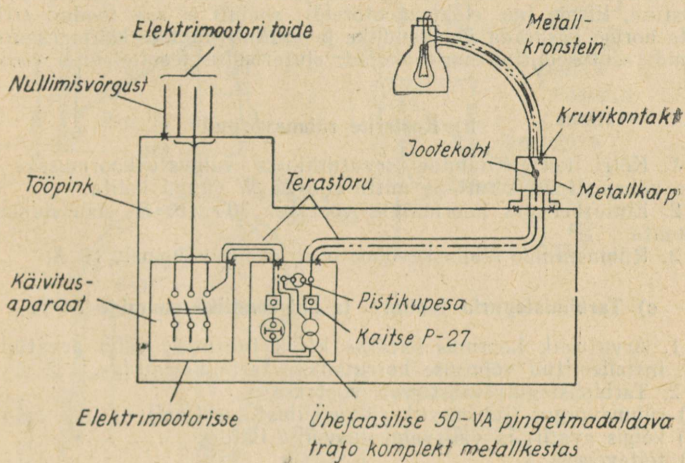 Elektrimootori toide
Metall-
kronstein
Nullimisvõrgust
Kruvikontakt
Jootekoht
Tööpink
Terastoru
Metallkarp
Käivitus-
aparaat
Pistikupesa
Kaitse P-27
Elektrimootorisse
Ühefaasilise 50-VA pingetmadaldava
trafo komplekt metallkestas